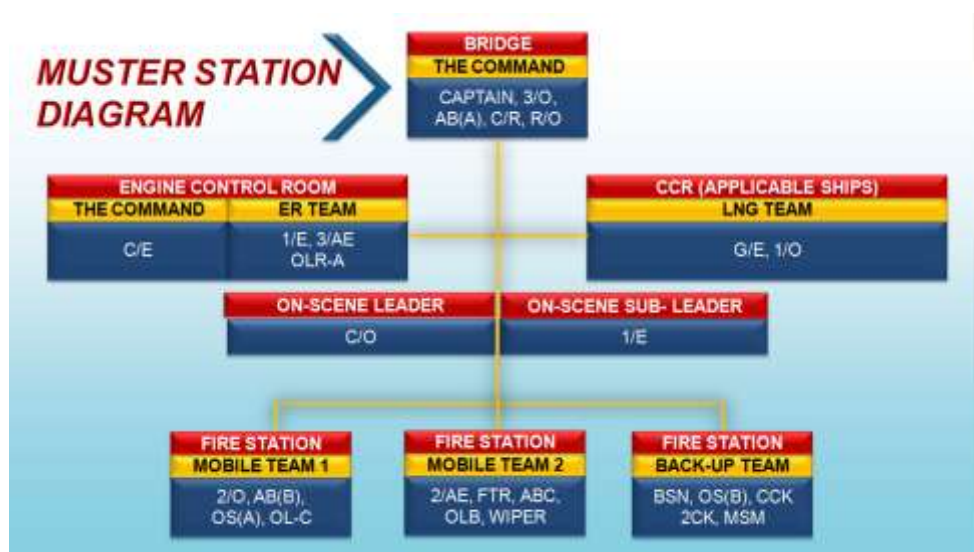 MUSTER STATION
DIAGRAM
BRIDGE
THE COMMAND
CAPTAIN, 3/O,
AB(A), C/R, R/O
ENGINE CONTROL ROOM
THE COMMAND
ER TEAM
C/E
1/E, 3/AE
OLR-A
CCR (APPLICABLE SHIPS)
LNG TEAM
G/E, 1/O
ON-SCENE LEADER
C/O
ON-SCENE SUB- LEADER
1/E
FIRE STATION
MOBILE TEAM 1
2/O, AB(B),
OS(A), OL-C
FIRE STATION
MOBILE TEAM 2
2/AE, FTR, ABC,
OLB, WIPER
FIRE STATION
BACK-UP TEAM
BSN, OS(B), CCK
2CK, MSM